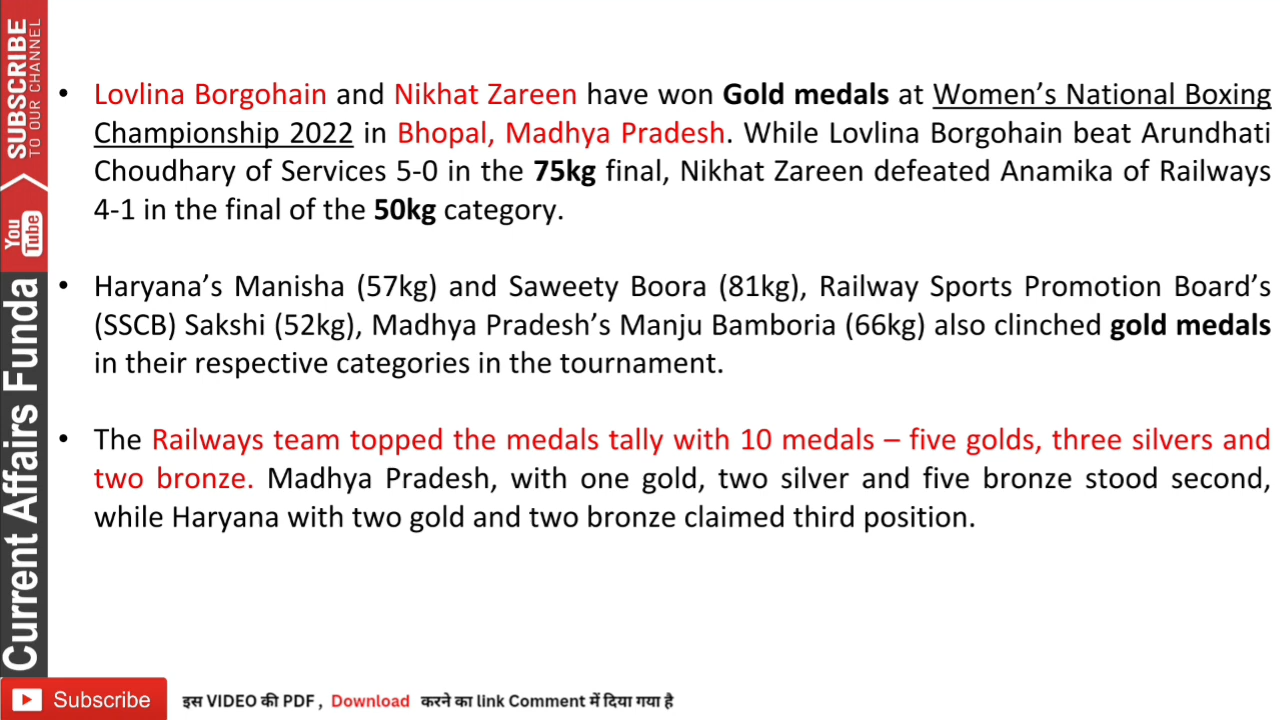 SUBSCRIBE
TO OUR CHANNEL
You
Tube
Current Affairs Funda
• Lovlina Borgohain and Nikhat Zareen have won Gold medals at Women’s National Boxing
Championship 2022 in Bhopal, Madhya Pradesh. While Lovlina Borgohain beat Arundhati
Choudhary of Services 5-0 in the 75kg final, Nikhat Zareen defeated Anamika of Railways
4-1 in the final of the 50kg category.
• Haryana’s Manisha (57kg) and Saweety Boora (81kg), Railway Sports Promotion Board’s
(SSCB) Sakshi (52kg), Madhya Pradesh’s Manju Bamboria (66kg) also clinched gold medals
in their respective categories in the tournament.
• The Railways team topped the medals tally with 10 medals – five golds, three silvers and
two bronze. Madhya Pradesh, with one gold, two silver and five bronze stood second,
while Haryana with two gold and two bronze claimed third position.
Subscribe
इस VIDEO की PDF , Download करने का link Comment में दिया गया है